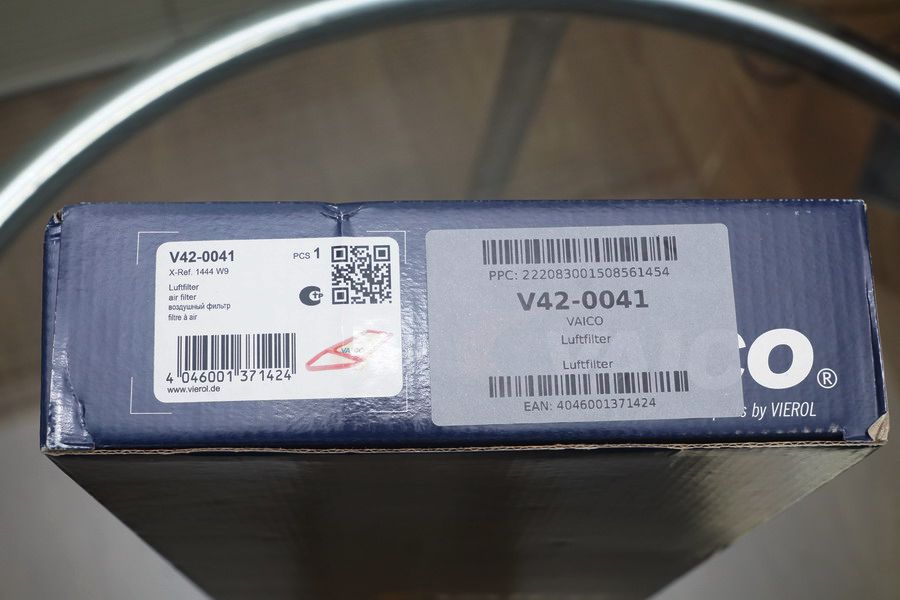 V42-0041
PCS 1
X-Ref. 1444 W9
Luftfilter
air filter
воздушный фильтр
filtre à air
4 046001 371424
www.vierol.de
PPC: 222083001508561454
V42-0041
VAICO
Luftfilter
Luftfilter
EAN: 4046001371424
co®
by VIEROL